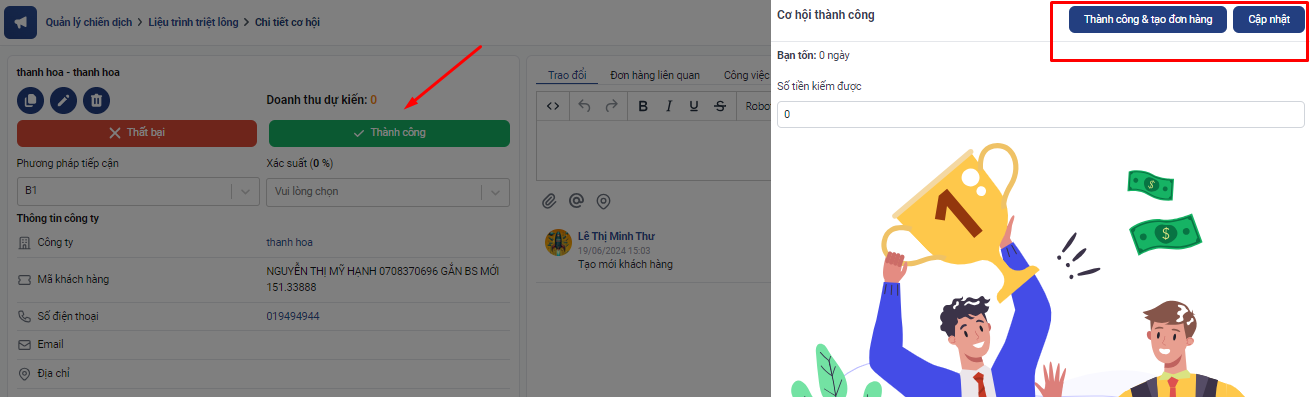 Quản lý chiến dịch > Liệu trình triệt lông > Chi tiết cơ hội
thanh hoa - thanh hoa
Doanh thu dự kiến: 0
Thất bại
Thành công
Phương pháp tiếp cận
Xác suất (0 %)
B1
Vui lòng chọn
Thông tin công ty
Công ty
thanh hoa
Mã khách hàng
NGUYỄN THỊ MỸ HẠNH 0708370696 GẮN BS MỚI
151.33888
Số điện thoại
019494944
Email
Địa chỉ
Trao đổi
Đơn hàng liên quan
Công việc
B I U S
Robo
Lê Thị Minh Thư
19/06/2024 15:03
Tạo mới khách hàng
Cơ hội thành công
Thành công & tạo đơn hàng
Cập nhật
Bạn tốn: 0 ngày
Số tiền kiếm được
0
1
$
$